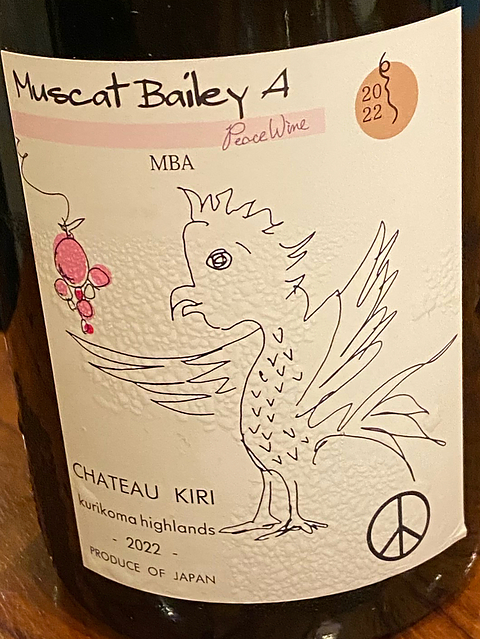 Muscat Bailey A
20
22
Peace Wine
MBA
CHATEAU KIRI
kurikoma highlands
- 2022 -
PRODUCE OF JAPAN